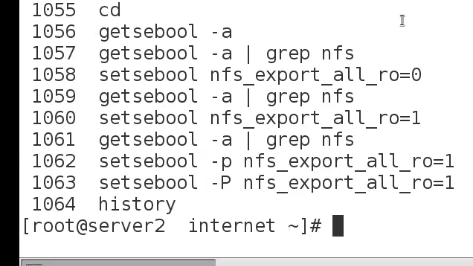 1055 cd
1056 getsebool -a
1057 getsebool -a | grep nfs
1058 setsebool nfs_export_all_ro=0
1059 getsebool -a | grep nfs
1060 setsebool nfs_export_all_ro=1
1061 getsebool -a | grep nfs
1062 setsebool -p nfs_export_all_ro=1
1063 setsebool -P nfs_export_all_ro=1
1064 history
[root@server2 internet ~]#